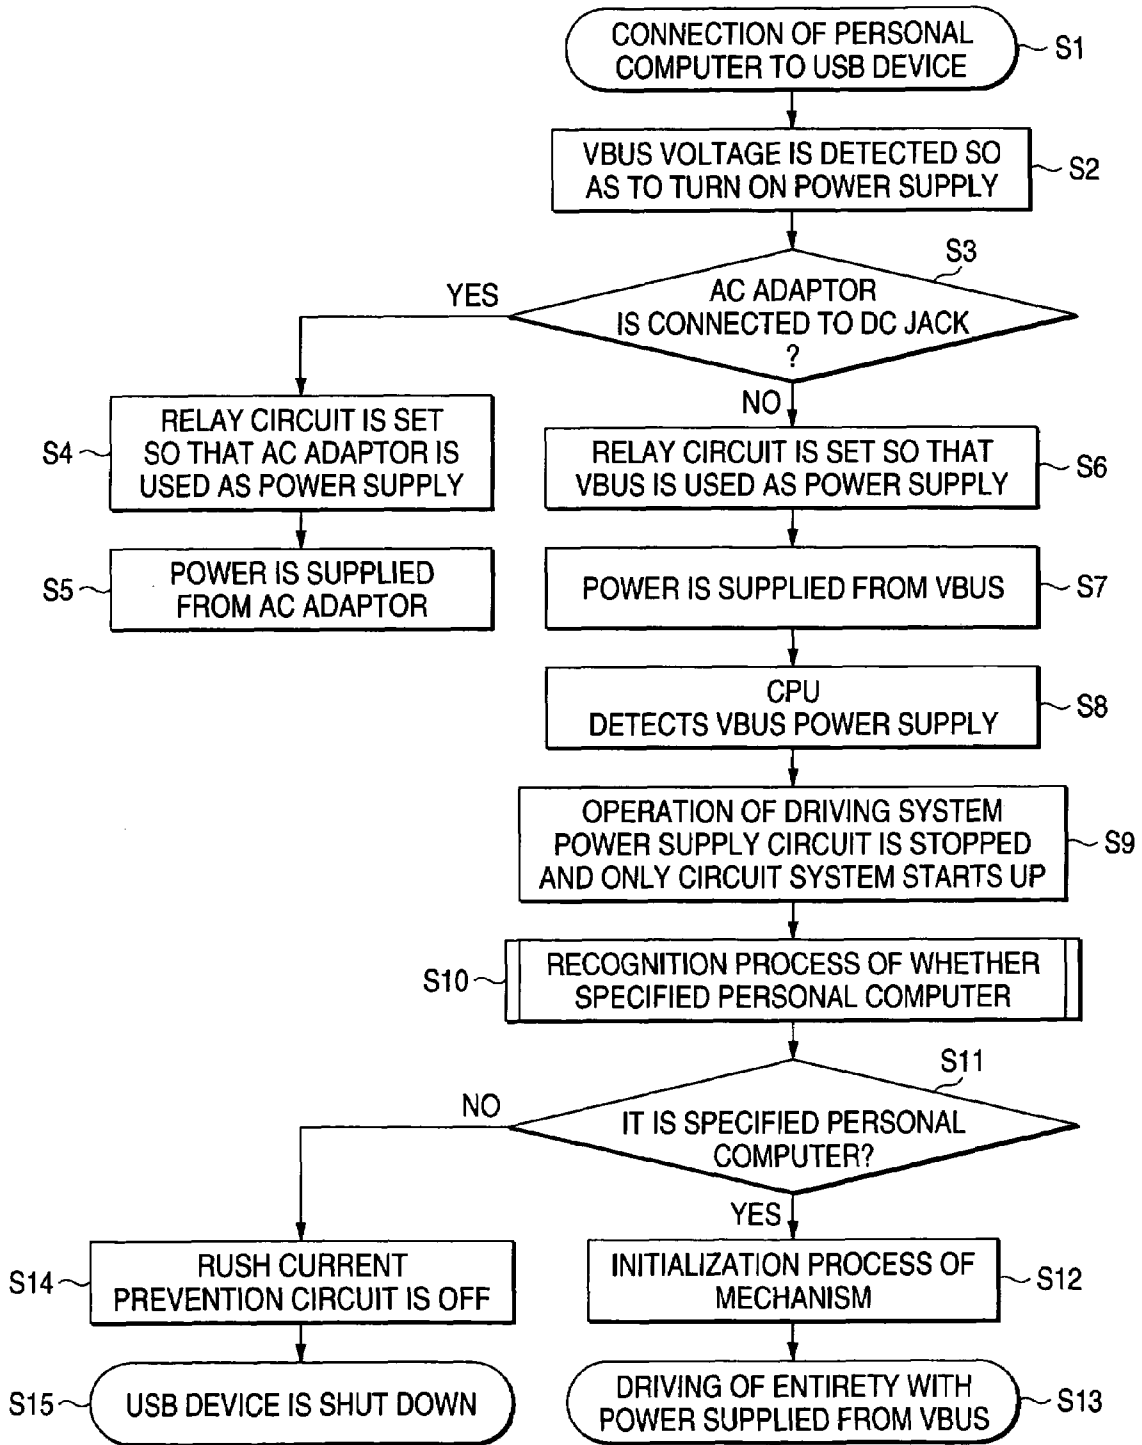 CONNECTION OF PERSONAL
COMPUTER TO USB DEVICE
S1
VBUS VOLTAGE IS DETECTED SO
AS TO TURN ON POWER SUPPLY
S2
S3
AC ADAPTOR
IS CONNECTED TO DC JACK
?
YES
NO
RELAY CIRCUIT IS SET
SO THAT AC ADAPTOR IS
USED AS POWER SUPPLY
S4
POWER IS SUPPLIED
FROM AC ADAPTOR
S5
RELAY CIRCUIT IS SET SO THAT
VBUS IS USED AS POWER SUPPLY
S6
POWER IS SUPPLIED FROM VBUS
S7
CPU
DETECTS VBUS POWER SUPPLY
S8
OPERATION OF DRIVING SYSTEM
POWER SUPPLY CIRCUIT IS STOPPED
AND ONLY CIRCUIT SYSTEM STARTS UP
S9
S10
RECOGNITION PROCESS OF WHETHER
SPECIFIED PERSONAL COMPUTER
S11
IT IS SPECIFIED PERSONAL
COMPUTER?
NO
YES
S14
RUSH CURRENT
PREVENTION CIRCUIT IS OFF
INITIALIZATION PROCESS OF
MECHANISM
S12
S15
USB DEVICE IS SHUT DOWN
DRIVING OF ENTIRETY WITH
POWER SUPPLIED FROM VBUS
S13